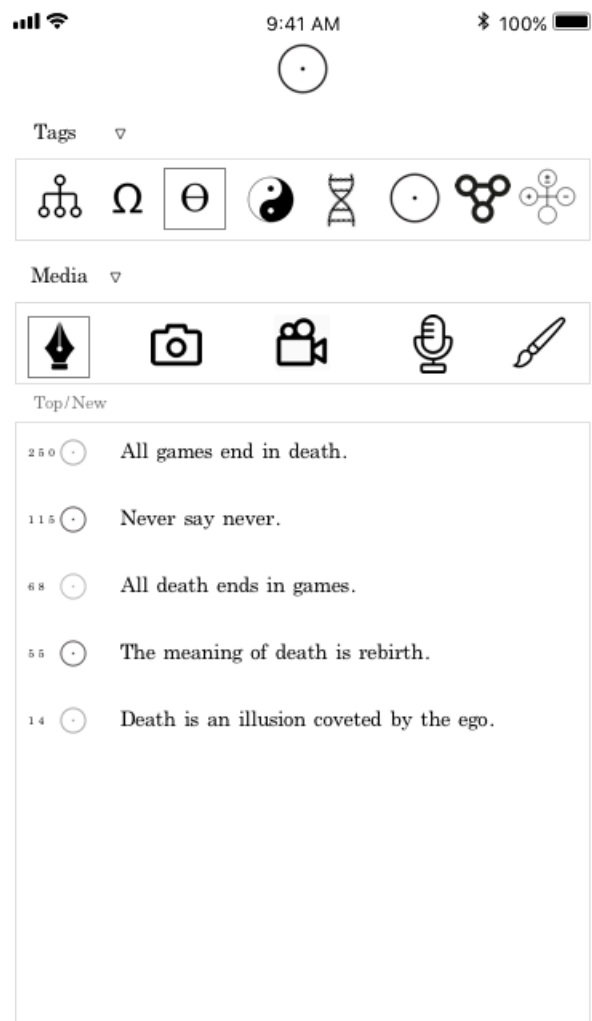 9:41 AM 100%
Tags ▽
Ω Θ
Media ▽
Top/New
250 All games end in death.
115 Never say never.
68 All death ends in games.
55 The meaning of death is rebirth.
14 Death is an illusion coveted by the ego.